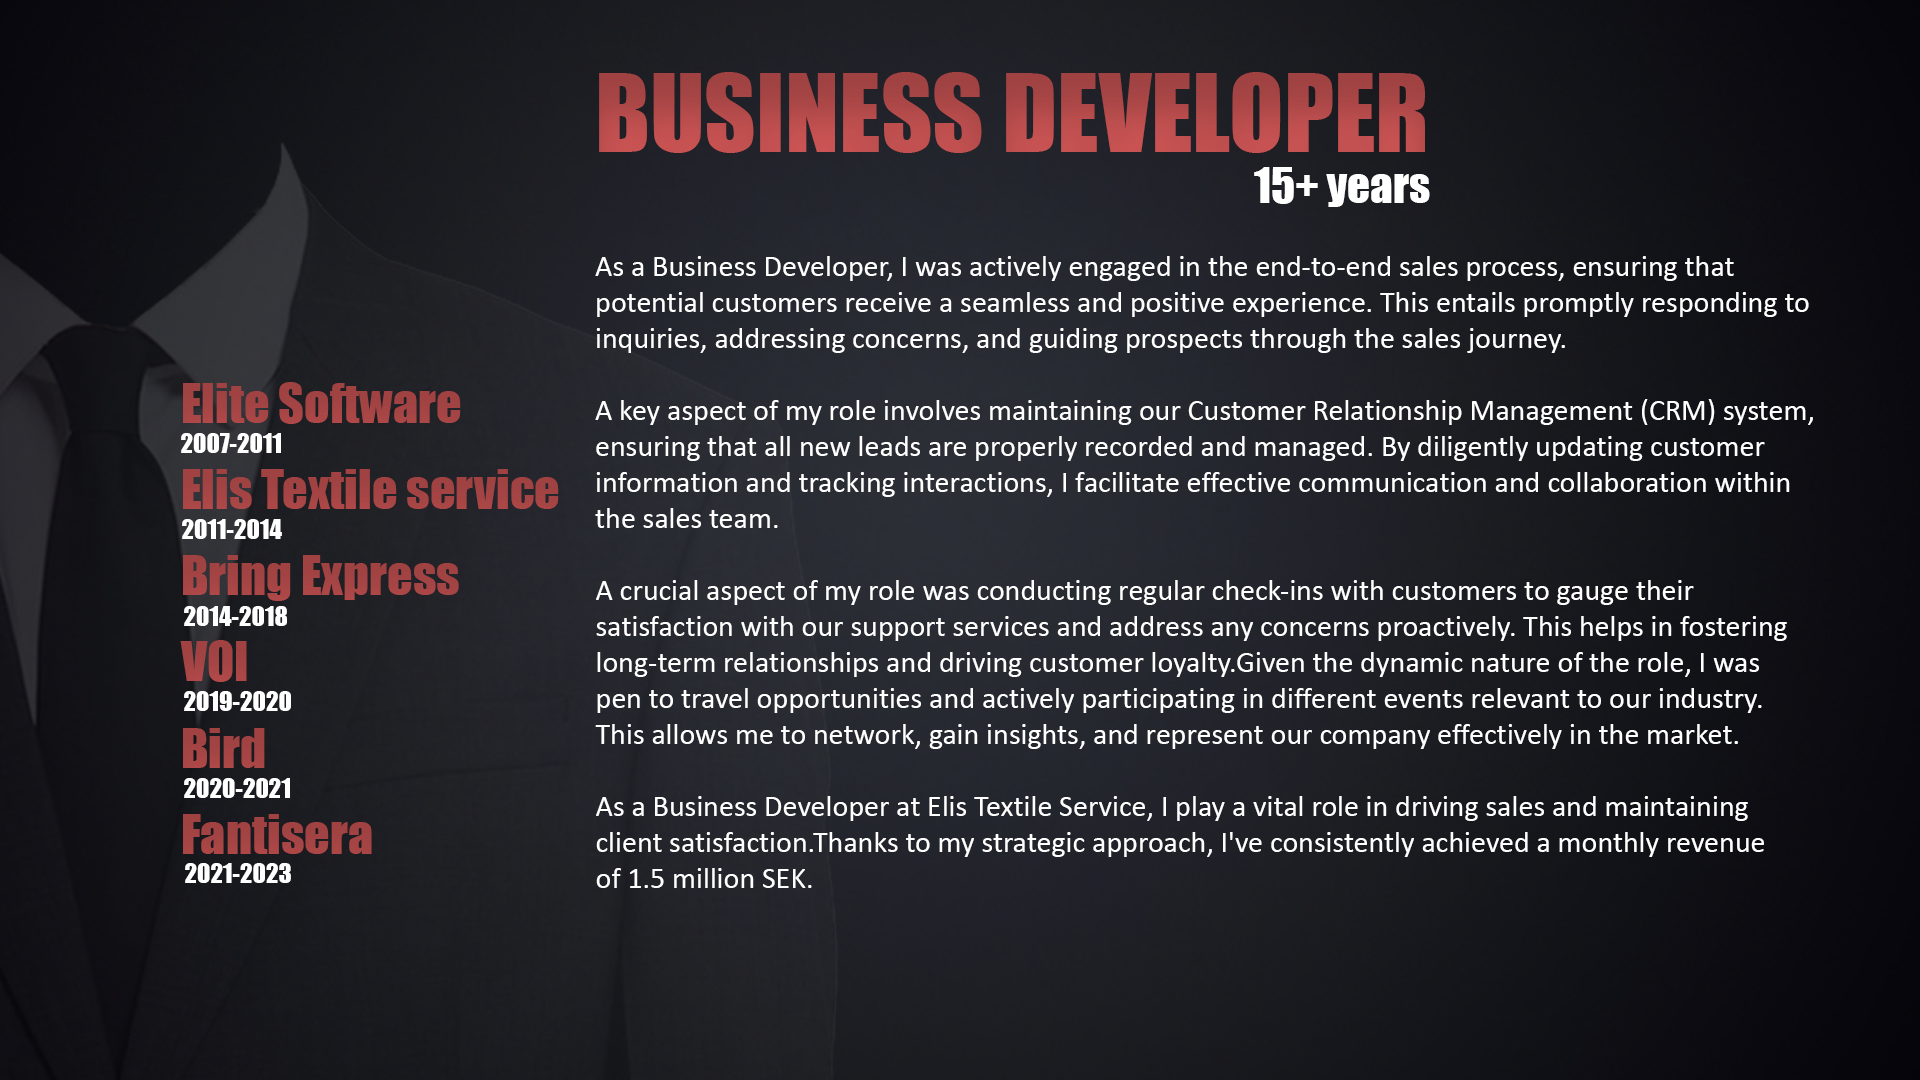 BUSINESS DEVELOPER
15+ years
As a Business Developer, I was actively engaged in the end-to-end sales process, ensuring that
potential customers receive a seamless and positive experience. This entails promptly responding to
inquiries, addressing concerns, and guiding prospects through the sales journey.
A key aspect of my role involves maintaining our Customer Relationship Management (CRM) system,
ensuring that all new leads are properly recorded and managed. By diligently updating customer
information and tracking interactions, I facilitate effective communication and collaboration within
the sales team.
A crucial aspect of my role was conducting regular check-ins with customers to gauge their
satisfaction with our support services and address any concerns proactively. This helps in fostering
long-term relationships and driving customer loyalty.Given the dynamic nature of the role, I was
pen to travel opportunities and actively participating in different events relevant to our industry.
This allows me to network, gain insights, and represent our company effectively in the market.
As a Business Developer at Elis Textile Service, I play a vital role in driving sales and maintaining
client satisfaction.Thanks to my strategic approach, I've consistently achieved a monthly revenue
of 1.5 million SEK.
Elite Software
2007-2011
Elis Textile service
2011-2014
Bring Express
2014-2018
VOI
2019-2020
Bird
2020-2021
Fantisera
2021-2023